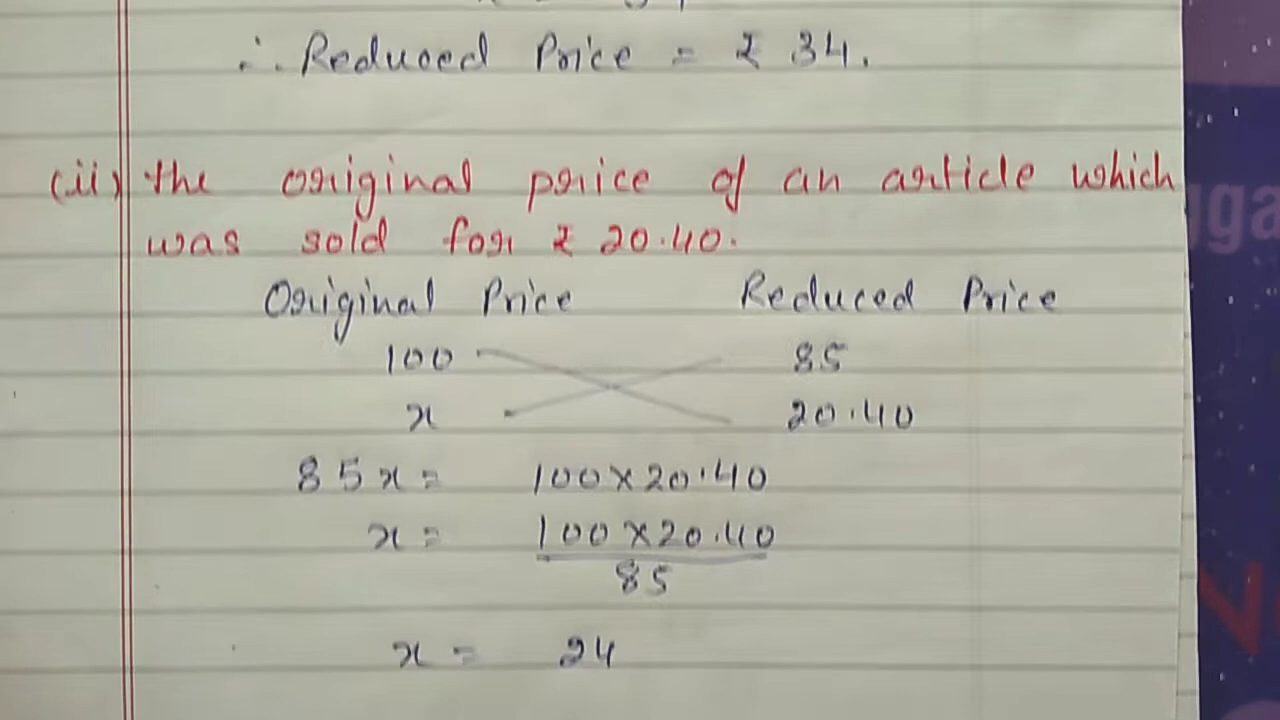 ∴ Reduced Price = ₹ 34.
(ii) the original price of an article which
was sold for ₹ 20.40.
Original Price Reduced Price
100 85
x 20.40
85x = 100×20.40
x = 100×20.40
85
x = 24